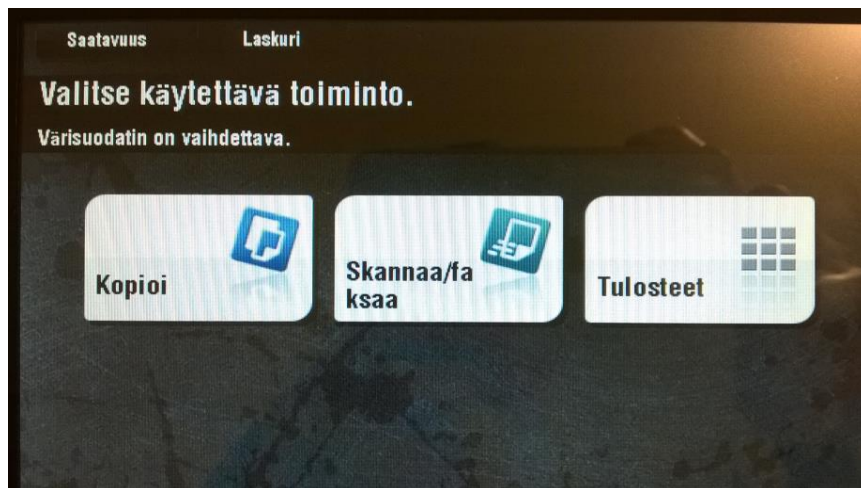 Saatavuus Laskuri
Valitse käytettävä toiminto.
Värisuodatin on vaihdettava.
Kopioi
Skannaa/fa
ksaa
Tulosteet